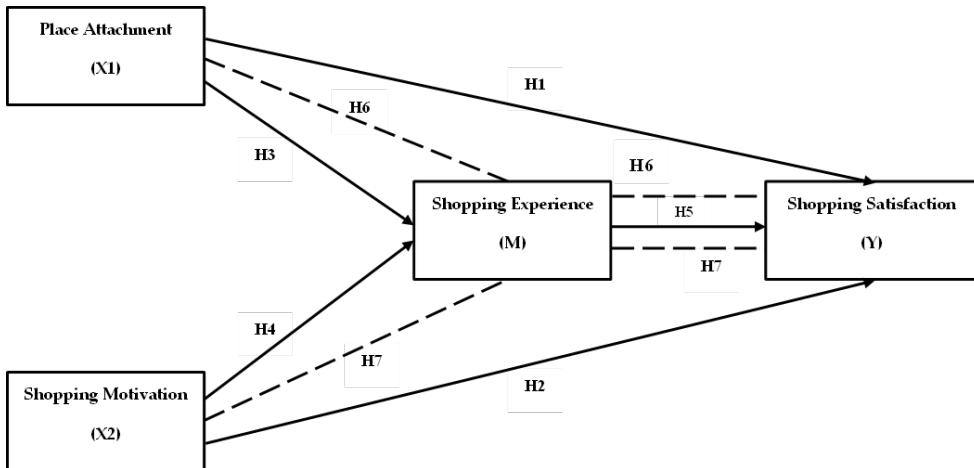 Place Attachment
(X1)
H1
H6
H3
H6
Shopping Experience
(M)
H5
Shopping Satisfaction
(Y)
H7
H4
H7
H2
Shopping Motivation
(X2)